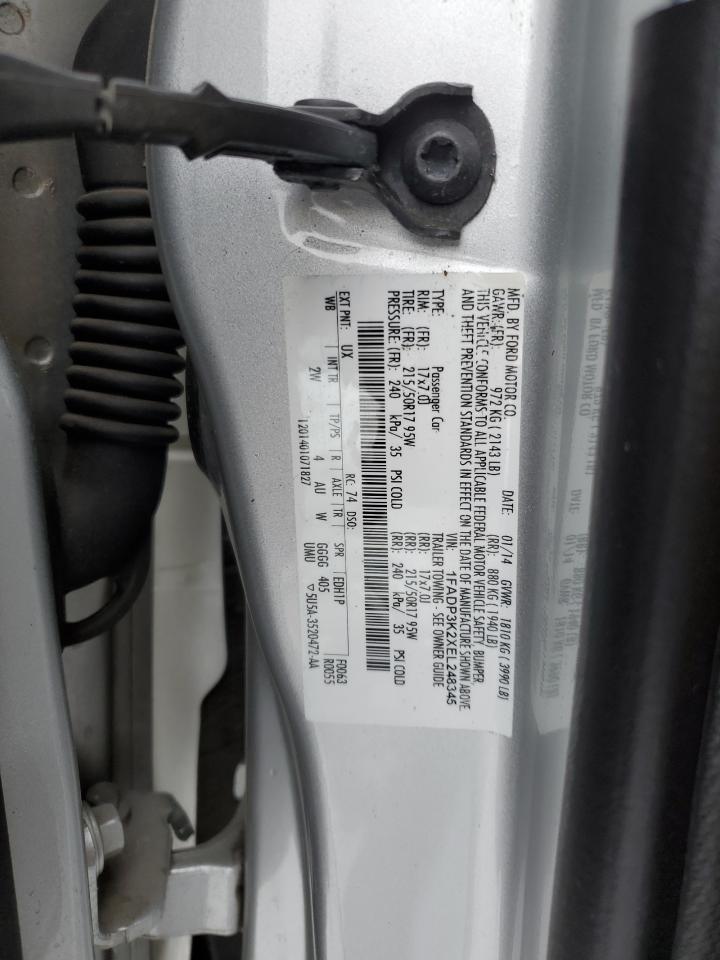 MFD. BY FORD MOTOR CO.
DATE: 01/14 GVWR: 1810 KG ( 3990 LB)
GAWR: (FR): 972 KG ( 2143 LB) (RR): 880 KG ( 1940 LB)
THIS VEHICLE CONFORMS TO ALL APPLICABLE FEDERAL MOTOR VEHICLE SAFETY, BUMPER,
AND THEFT PREVENTION STANDARDS IN EFFECT ON THE DATE OF MANUFACTURE SHOWN ABOVE.
VIN: 1FADP3K2XEL248345
TYPE: Passenger Car TRAILER TOWING - SEE OWNER GUIDE
RIM: (FR): 17x7.0J (RR): 17x7.0J
TIRE: (FR): 215/50R17 95W (RR): 215/50R17 95W
PRESSURE: (FR): 240 kPa/ 35 PSI COLD (RR): 240 kPa/ 35 PSI COLD
EXT PNT: UX RC: 74 DSO: F0063
WB INT TR TP/PS R AXLE TR SPR EDH1P R0055
2W 4 AU W GGGG 405
UMU
1201401071827 ▽5U5A-3520472-AA